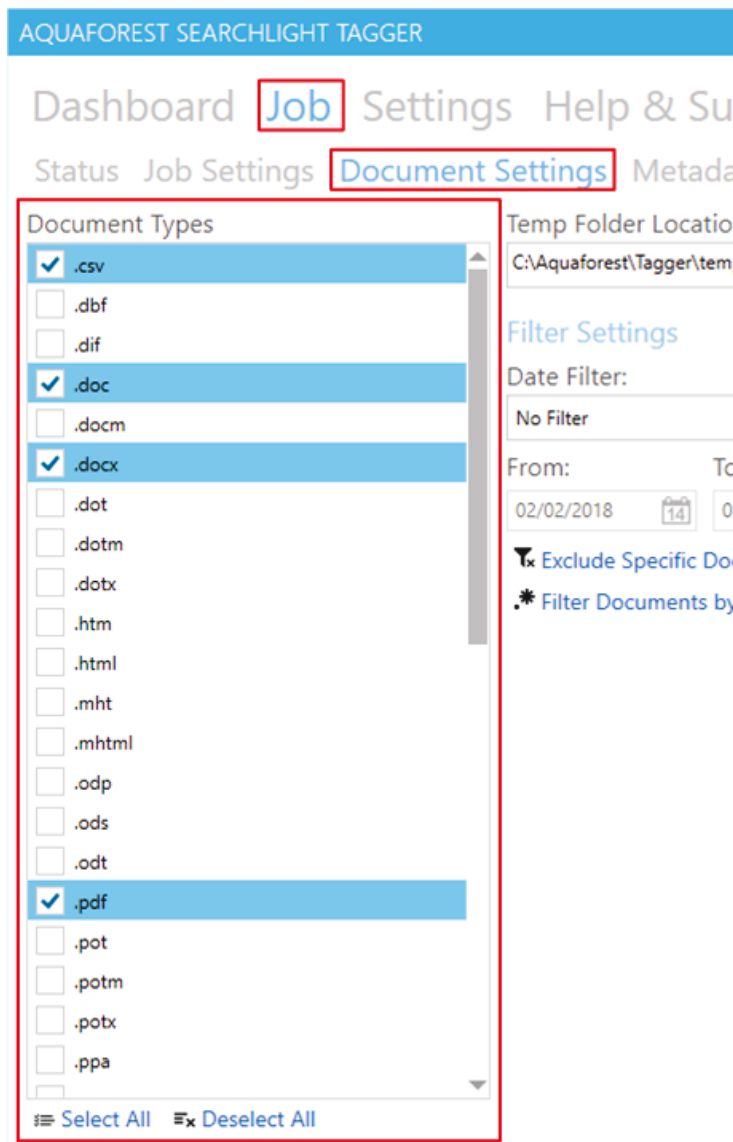 AQUAFOREST SEARCHLIGHT TAGGER
Dashboard Job Settings Help & Su
Status Job Settings Document Settings Metada
Document Types
.csv
.dbf
.dif
.doc
.docm
.docx
.dot
.dotm
.dotx
.htm
.html
.mht
.mhtml
.odp
.ods
.odt
.pdf
.pot
.potm
.potx
.ppa
Select All Deselect All
Temp Folder Locatio
C:\Aquaforest\Tagger\tem
Filter Settings
Date Filter:
No Filter
From: To
02/02/2018 14 0
Exclude Specific Do
Filter Documents by